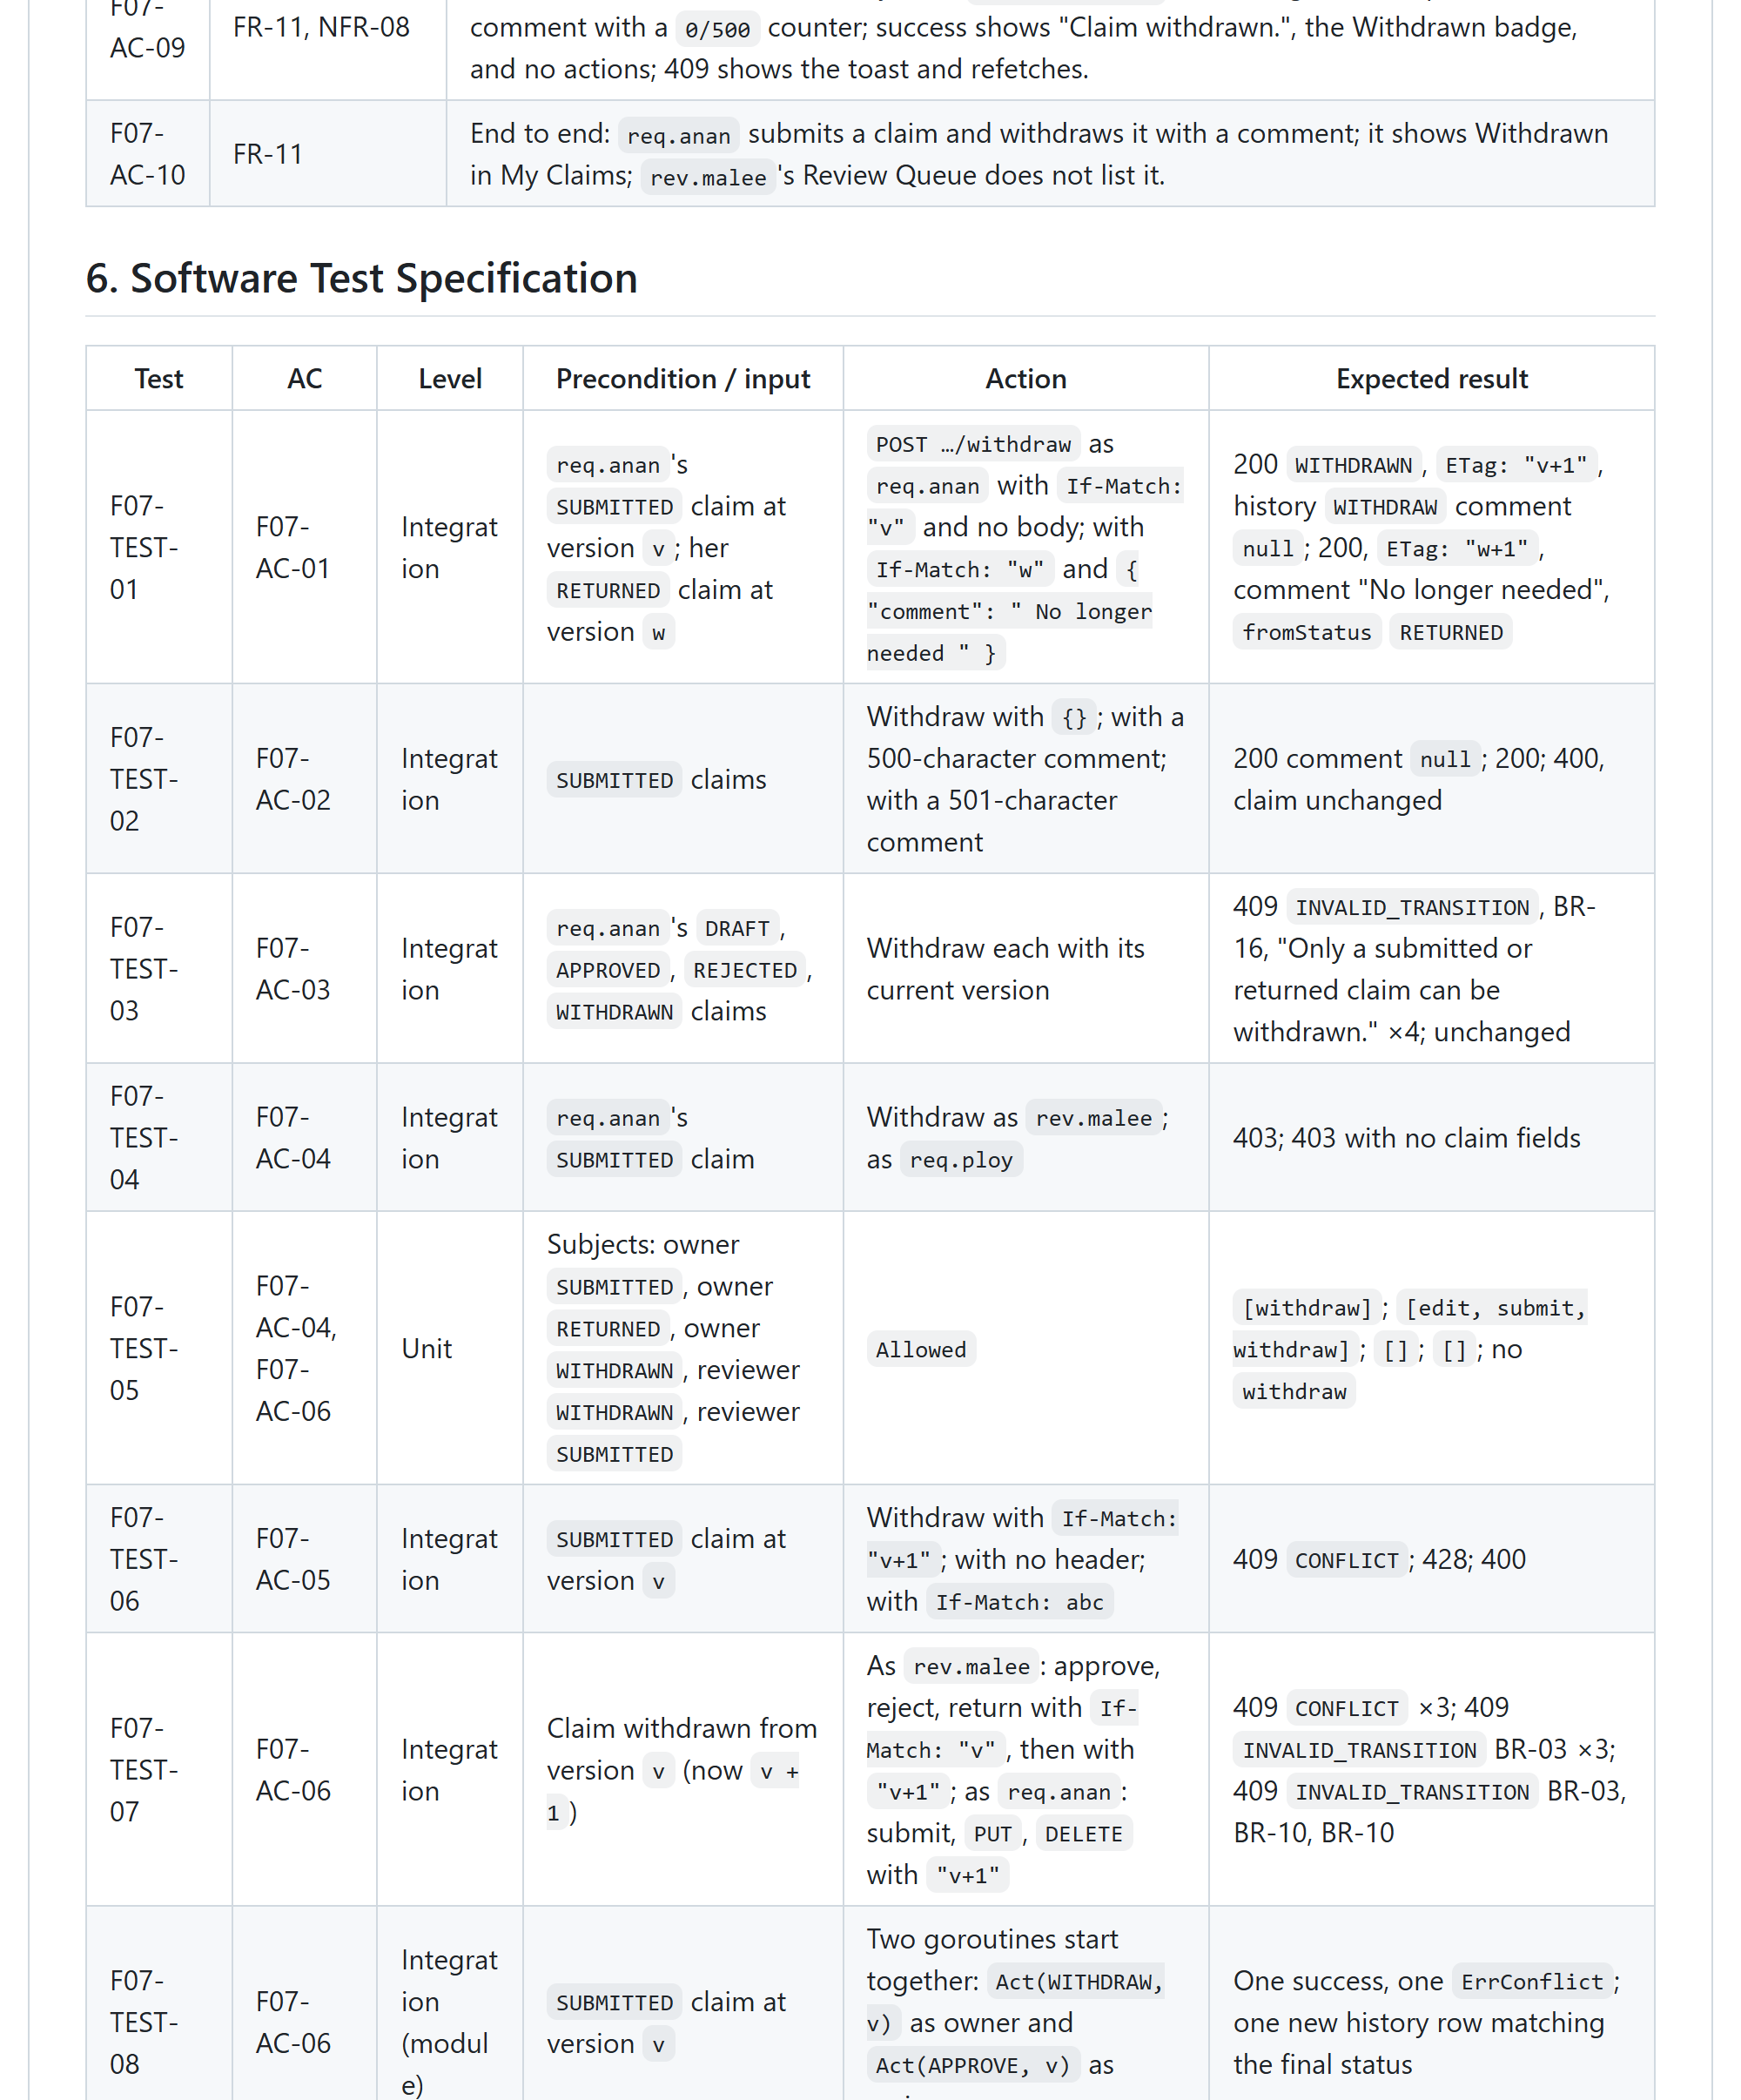 F07-
AC-09
FR-11, NFR-08
comment with a 0/500 counter; success shows "Claim withdrawn.", the Withdrawn badge,
and no actions; 409 shows the toast and refetches.
F07-
AC-10
FR-11
End to end: req.anan submits a claim and withdraws it with a comment; it shows Withdrawn
in My Claims; rev.malee's Review Queue does not list it.
6. Software Test Specification
Test
AC
Level
Precondition / input
Action
Expected result
F07-
TEST-
01
F07-
AC-01
Integrat
ion
req.anan's
SUBMITTED claim at
version v; her
RETURNED claim at
version w
POST …/withdraw as
req.anan with If-Match:
"v" and no body; with
If-Match: "w" and {
"comment": " No longer
needed " }
200 WITHDRAWN, ETag: "v+1",
history WITHDRAW comment
null; 200, ETag: "w+1",
comment "No longer needed",
fromStatus RETURNED
F07-
TEST-
02
F07-
AC-02
Integrat
ion
SUBMITTED claims
Withdraw with {}; with a
500-character comment;
with a 501-character
comment
200 comment null; 200; 400,
claim unchanged
F07-
TEST-
03
F07-
AC-03
Integrat
ion
req.anan's DRAFT,
APPROVED, REJECTED,
WITHDRAWN claims
Withdraw each with its
current version
409 INVALID_TRANSITION, BR-
16, "Only a submitted or
returned claim can be
withdrawn." ×4; unchanged
F07-
TEST-
04
F07-
AC-04
Integrat
ion
req.anan's
SUBMITTED claim
Withdraw as rev.malee;
as req.ploy
403; 403 with no claim fields
F07-
TEST-
05
F07-
AC-04,
F07-
AC-06
Unit
Subjects: owner
SUBMITTED, owner
RETURNED, owner
WITHDRAWN, reviewer
WITHDRAWN, reviewer
SUBMITTED
Allowed
[withdraw]; [edit, submit,
withdraw]; []; []; no
withdraw
F07-
TEST-
06
F07-
AC-05
Integrat
ion
SUBMITTED claim at
version v
Withdraw with If-Match:
"v+1"; with no header;
with If-Match: abc
409 CONFLICT; 428; 400
F07-
TEST-
07
F07-
AC-06
Integrat
ion
Claim withdrawn from
version v (now v +
1)
As rev.malee: approve,
reject, return with If-
Match: "v", then with
"v+1"; as req.anan:
submit, PUT, DELETE
with "v+1"
409 CONFLICT ×3; 409
INVALID_TRANSITION BR-03 ×3;
409 INVALID_TRANSITION BR-03,
BR-10, BR-10
F07-
TEST-
08
F07-
AC-06
Integrat
ion
(modul
e)
SUBMITTED claim at
version v
Two goroutines start
together: Act(WITHDRAW,
v) as owner and
Act(APPROVE, v) as
One success, one ErrConflict;
one new history row matching
the final status